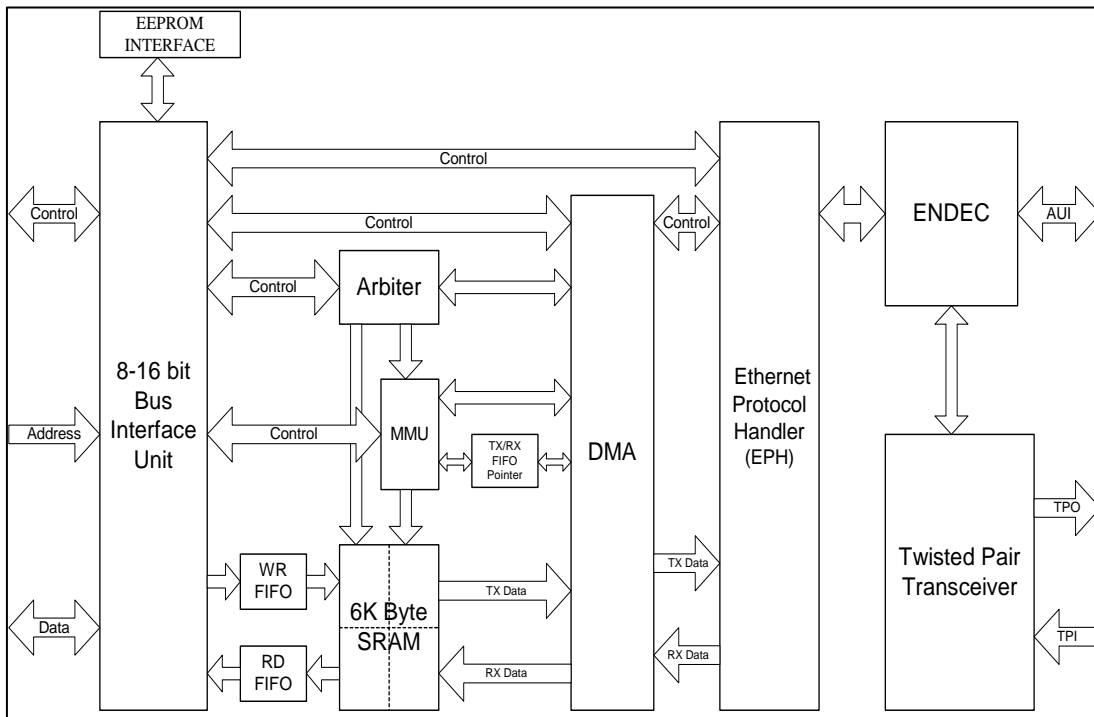 EEPROM
INTERFACE
Control
Control
Control
Control
Control
Arbiter
ENDEC
AUI
8-16 bit
Bus
Interface
Unit
Address
Control
MMU
TX/RX
FIFO
Pointer
DMA
Ethernet
Protocol
Handler
(EPH)
Twisted Pair
Transceiver
TPO
TPI
WR
FIFO
6K Byte
SRAM
TX Data
TX Data
Data
RD
FIFO
RX Data
RX Data